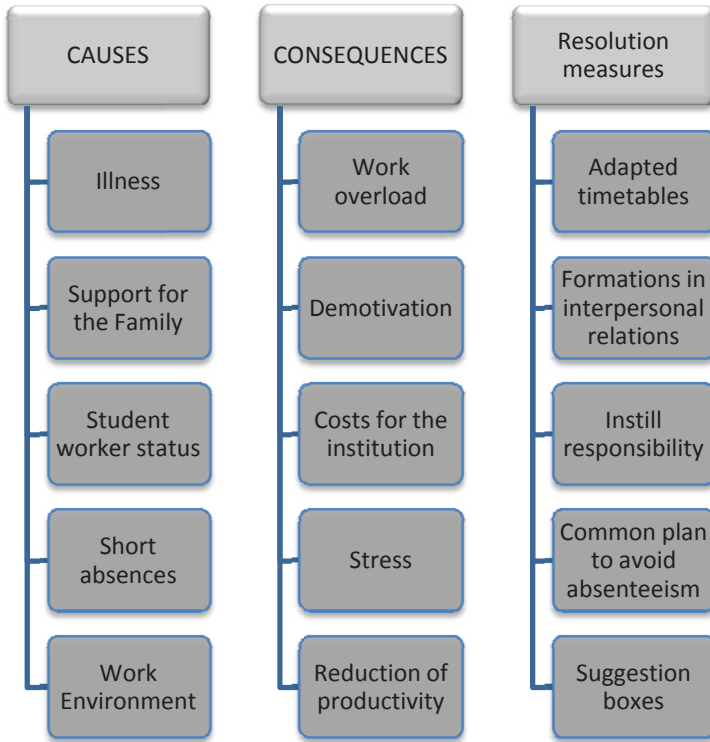 CAUSES
Illness
Support for
the Family
Student
worker status
Short
absences
Work
Environment
CONSEQUENCES
Work
overload
Demotivation
Costs for the
institution
Stress
Reduction of
productivity
Resolution
measures
Adapted
timetables
Formations in
interpersonal
relations
Instill
responsibility
Common plan
to avoid
absenteeism
Suggestion
boxes